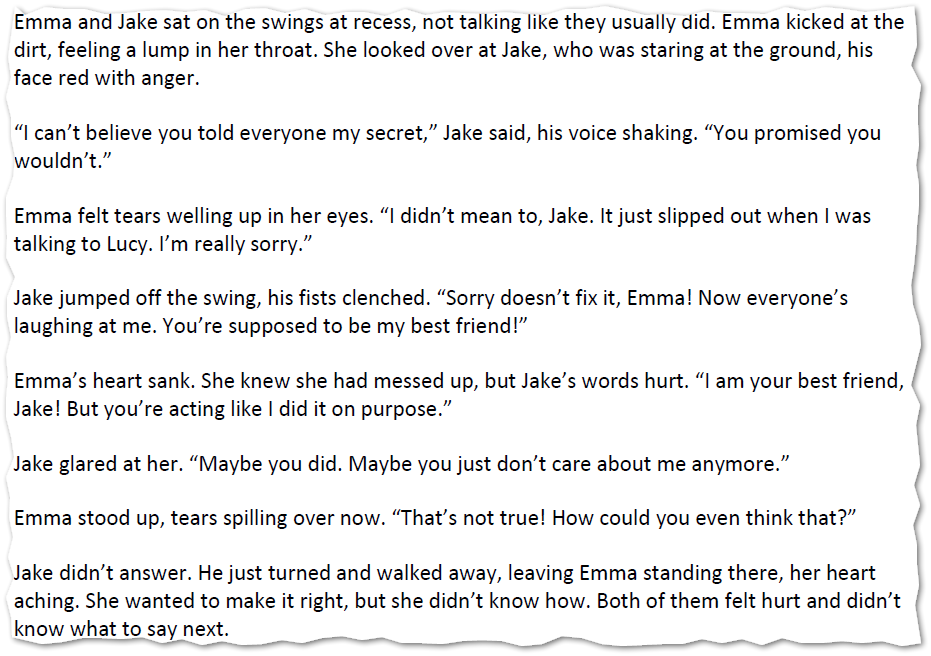 Emma and Jake sat on the swings at recess, not talking like they usually did. Emma kicked at the
dirt, feeling a lump in her throat. She looked over at Jake, who was staring at the ground, his
face red with anger.
“I can’t believe you told everyone my secret,” Jake said, his voice shaking. “You promised you
wouldn’t.”
Emma felt tears welling up in her eyes. “I didn’t mean to, Jake. It just slipped out when I was
talking to Lucy. I’m really sorry.”
Jake jumped off the swing, his fists clenched. “Sorry doesn’t fix it, Emma! Now everyone’s
laughing at me. You’re supposed to be my best friend!”
Emma’s heart sank. She knew she had messed up, but Jake’s words hurt. “I am your best friend,
Jake! But you’re acting like I did it on purpose.”
Jake glared at her. “Maybe you did. Maybe you just don’t care about me anymore.”
Emma stood up, tears spilling over now. “That’s not true! How could you even think that?”
Jake didn’t answer. He just turned and walked away, leaving Emma standing there, her heart
aching. She wanted to make it right, but she didn’t know how. Both of them felt hurt and didn’t
know what to say next.